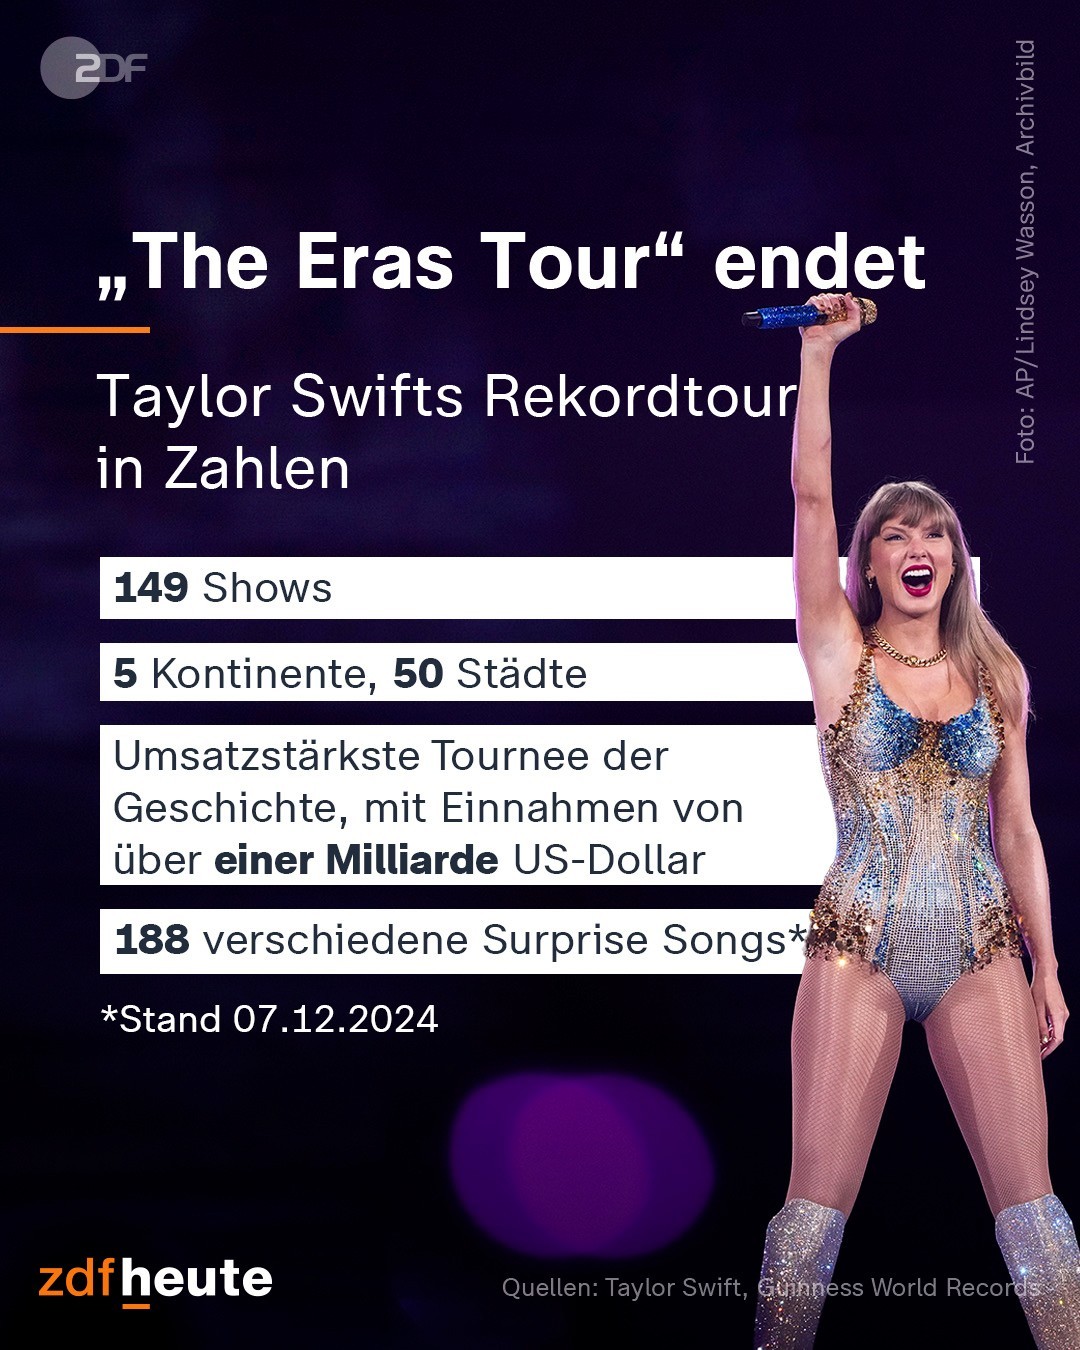 ZDF
Foto: AP/Lindsey Wasson, Archivbild
„The Eras Tour“ endet
Taylor Swifts Rekordtour
in Zahlen
149 Shows
5 Kontinente, 50 Städte
Umsatzstärkste Tournee der
Geschichte, mit Einnahmen von
über einer Milliarde US-Dollar
188 verschiedene Surprise Songs*
*Stand 07.12.2024
zdfheute
Quellen: Taylor Swift, Guinness World Records